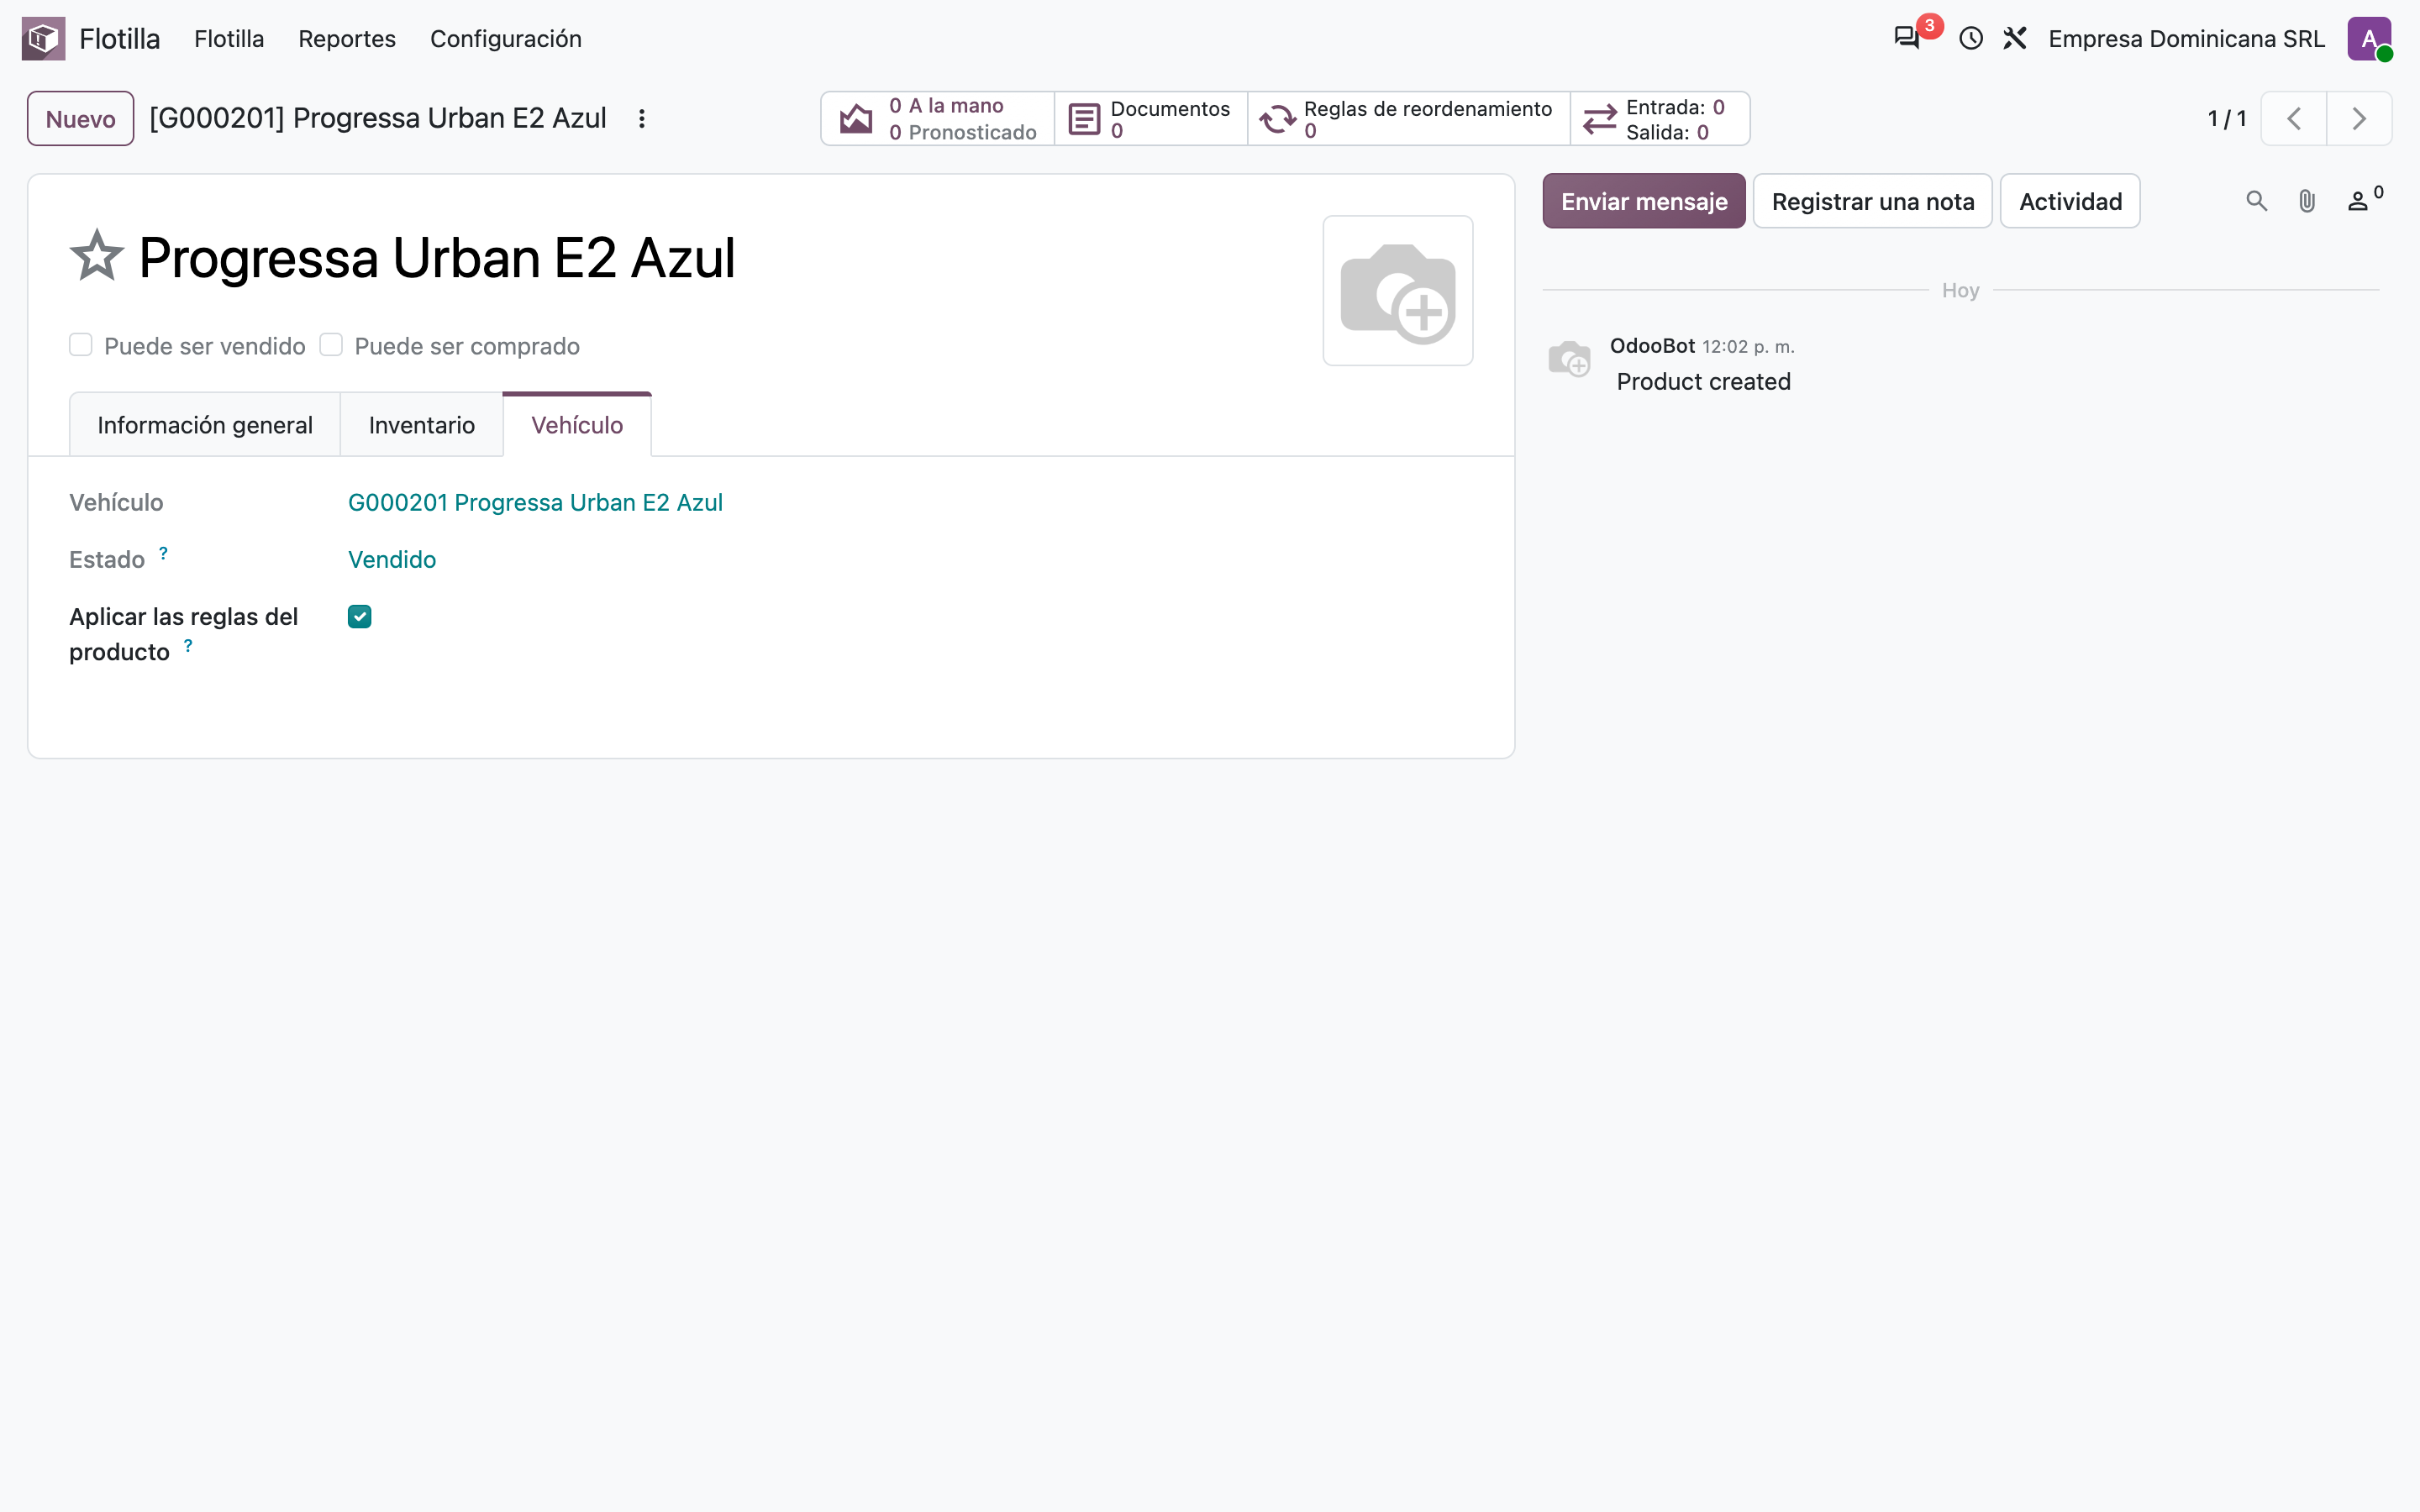 Flotilla
Flotilla
Reportes
Configuración
3
Empresa Dominicana SRL
A
Nuevo
[G000201] Progressa Urban E2 Azul
0 A la mano
0 Pronosticado
Documentos
0
Reglas de reordenamiento
0
Entrada: 0
Salida: 0
1 / 1
Progressa Urban E2 Azul
Puede ser vendido
Puede ser comprado
Información general
Inventario
Vehículo
Vehículo
G000201 Progressa Urban E2 Azul
Estado ?
Vendido
Aplicar las reglas del
producto ?
Enviar mensaje
Registrar una nota
Actividad
0
Hoy
OdooBot 12:02 p. m.
Product created